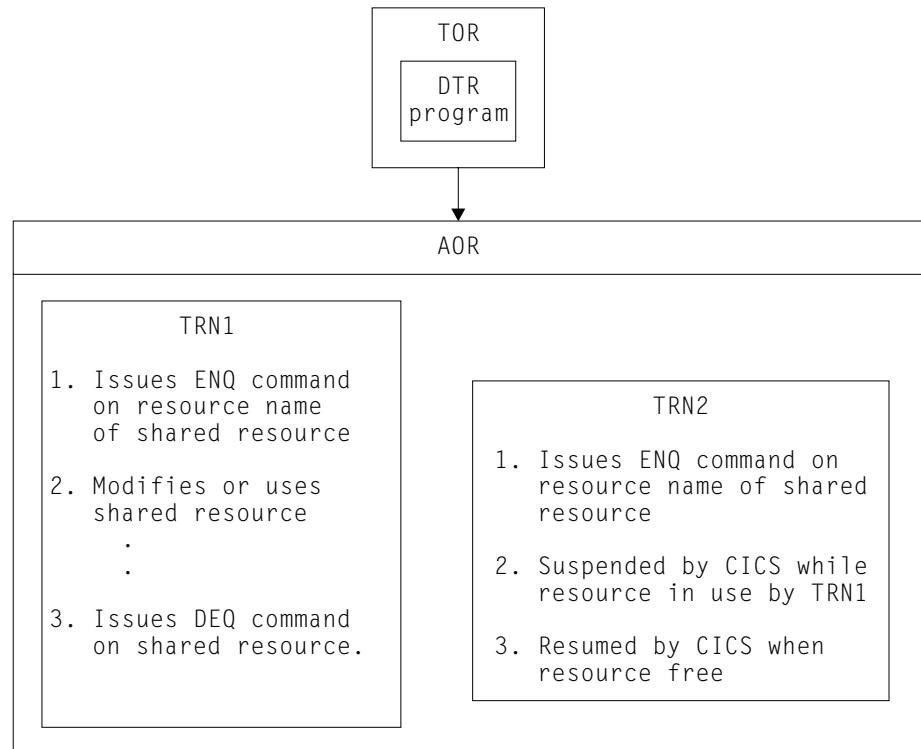 TOR
DTR
program
AOR
TRN1
1. Issues ENQ command
on resource name
of shared resource
2. Modifies or uses
shared resource
.
.
3. Issues DEQ command
on shared resource.
TRN2
1. Issues ENQ command on
resource name of shared
resource
2. Suspended by CICS while
resource in use by TRN1
3. Resumed by CICS when
resource free